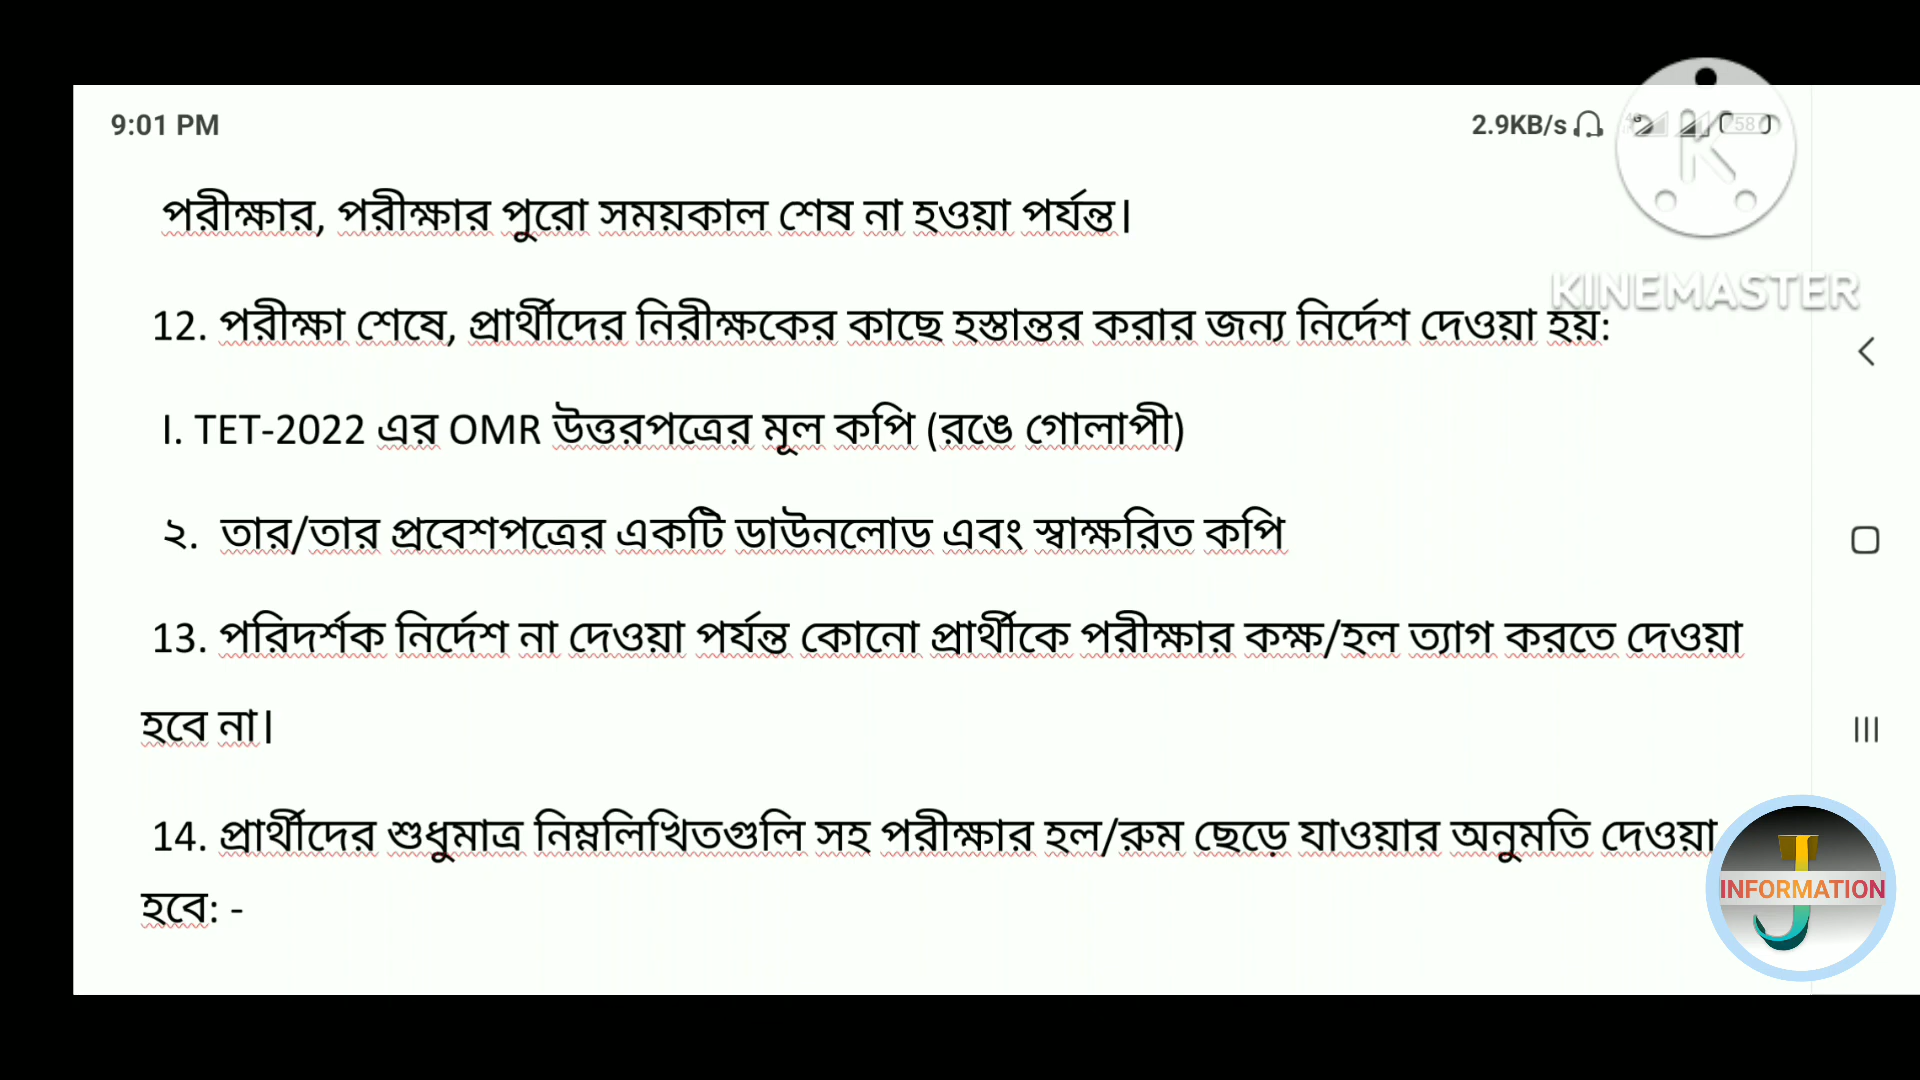 9:01 PM
2.9KB/s
58
পরীক্ষার, পরীক্ষার পুরো সময়কাল শেষ না হওয়া পর্যন্ত।
KINEMASTER
12. পরীক্ষা শেষে, প্রার্থীদের নিরীক্ষকের কাছে হস্তান্তর করার জন্য নির্দেশ দেওয়া হয়:
I. TET-2022 এর OMR উত্তরপত্রের মূল কপি (রঙে গোলাপী)
২. তার/তার প্রবেশপত্রের একটি ডাউনলোড এবং স্বাক্ষরিত কপি
13. পরিদর্শক নির্দেশ না দেওয়া পর্যন্ত কোনো প্রার্থীকে পরীক্ষার কক্ষ/হল ত্যাগ করতে দেওয়া
হবে না।
14. প্রার্থীদের শুধুমাত্র নিম্নলিখিতগুলি সহ পরীক্ষার হল/রুম ছেড়ে যাওয়ার অনুমতি দেওয়া
হবে: -
J
INFORMATION